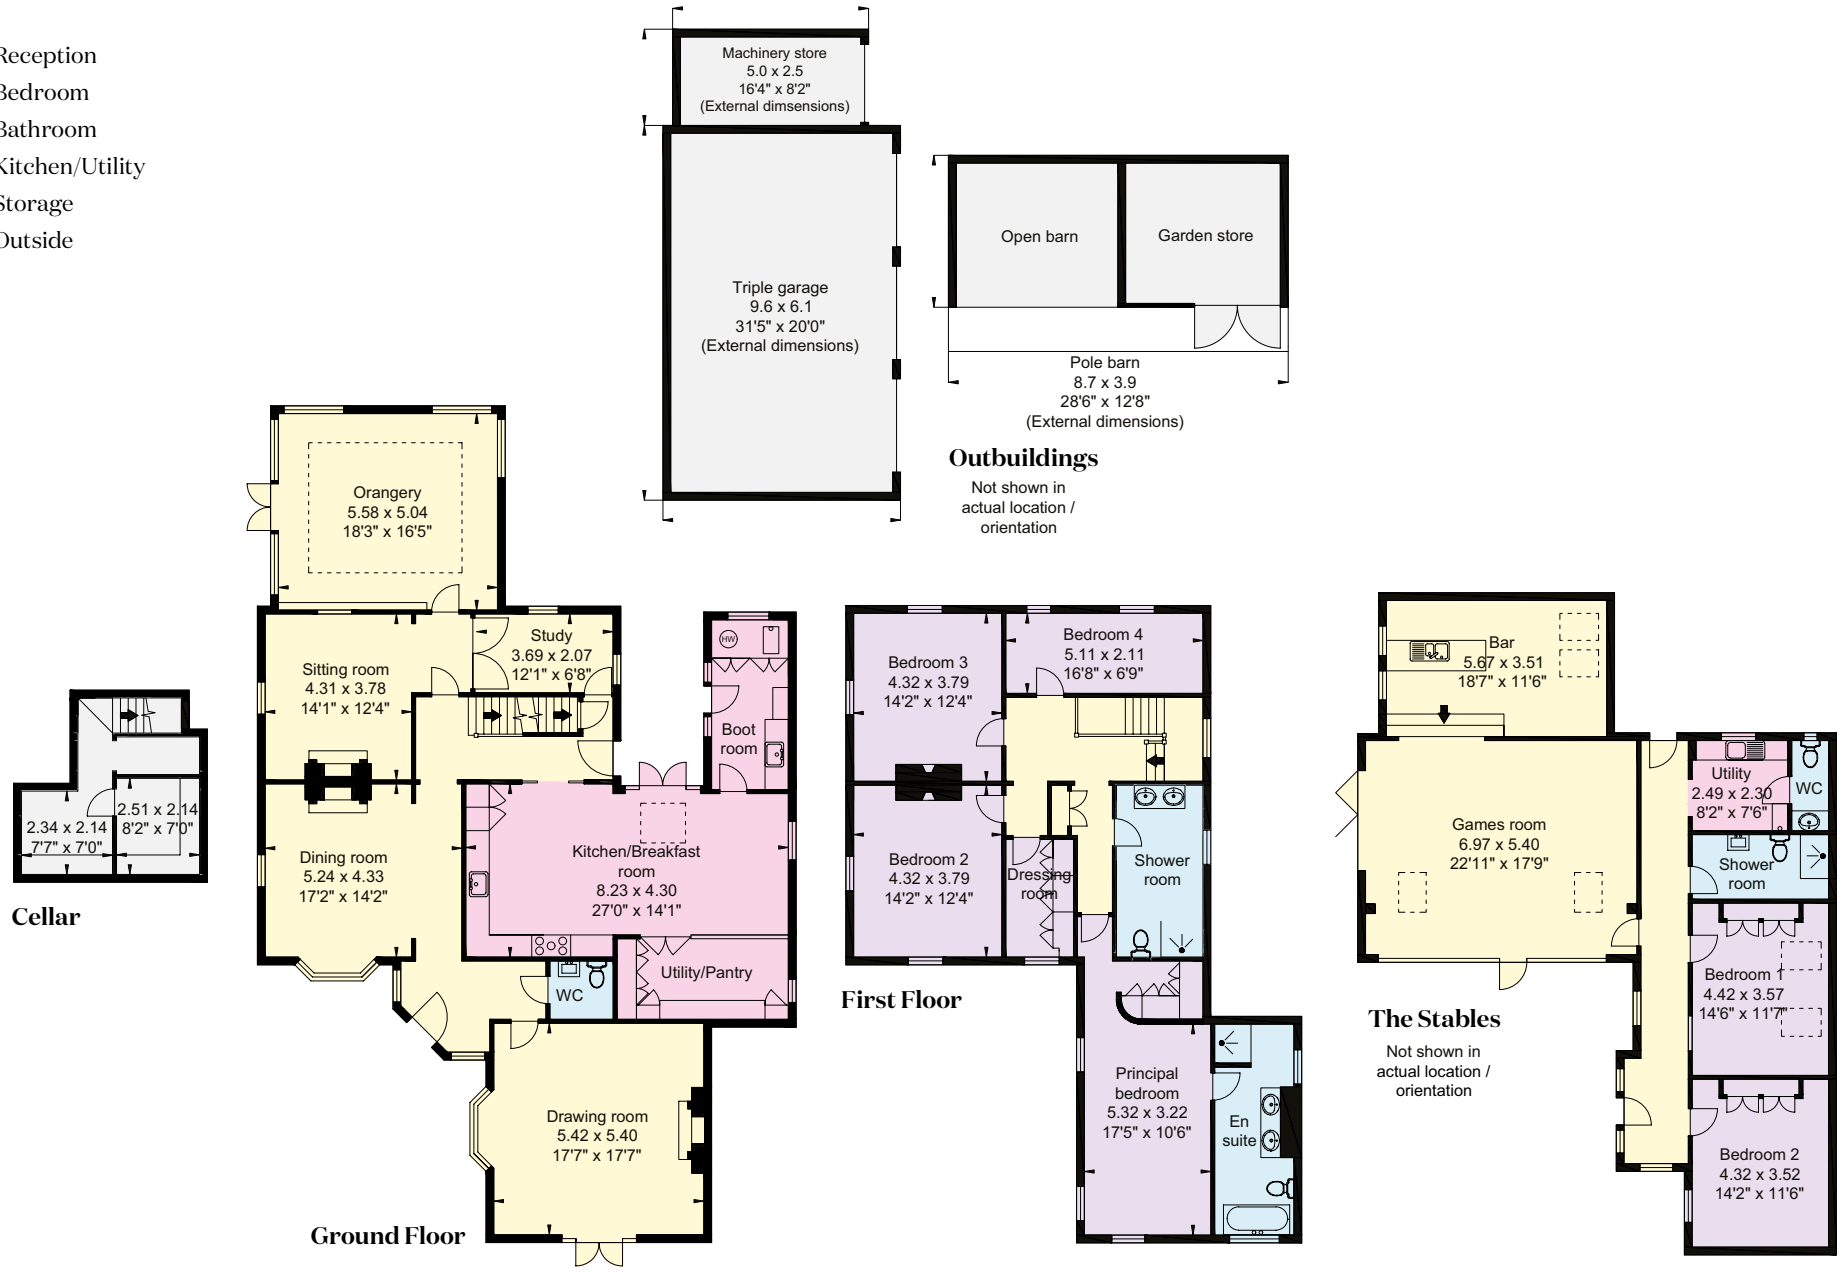 Reception
Bedroom
Bathroom
Kitchen/Utility
Storage
Outside
Machinery store
5.0 x 2.5
16'4" x 8'2"
(External dimsensions)
Triple garage
9.6 x 6.1
31'5" x 20'0"
(External dimensions)
Open barn
Garden store
Pole barn
8.7 x 3.9
28'6" x 12'8"
(External dimensions)
Outbuildings
Not shown in
actual location /
orientation
Orangery
5.58 x 5.04
18'3" x 16'5"
Sitting room
4.31 x 3.78
14'1" x 12'4"
Study
3.69 x 2.07
12'1" x 6'8"
HW
Boot
room
Dining room
5.24 x 4.33
17'2" x 14'2"
Kitchen/Breakfast
room
8.23 x 4.30
27'0" x 14'1"
Utility/Pantry
WC
Drawing room
5.42 x 5.40
17'7" x 17'7"
Ground Floor
2.34 x 2.14
7'7" x 7'0"
2.51 x 2.14
8'2" x 7'0"
Cellar
Bedroom 3
4.32 x 3.79
14'2" x 12'4"
Bedroom 4
5.11 x 2.11
16'8" x 6'9"
Bedroom 2
4.32 x 3.79
14'2" x 12'4"
Dressing
room
Shower
room
First Floor
Principal
bedroom
5.32 x 3.22
17'5" x 10'6"
En
suite
Bar
5.67 x 3.51
18'7" x 11'6"
Games room
6.97 x 5.40
22'11" x 17'9"
Utility
2.49 x 2.30
8'2" x 7'6"
WC
Shower
room
Bedroom 1
4.42 x 3.57
14'6" x 11'7"
Bedroom 2
4.32 x 3.52
14'2" x 11'6"
The Stables
Not shown in
actual location /
orientation